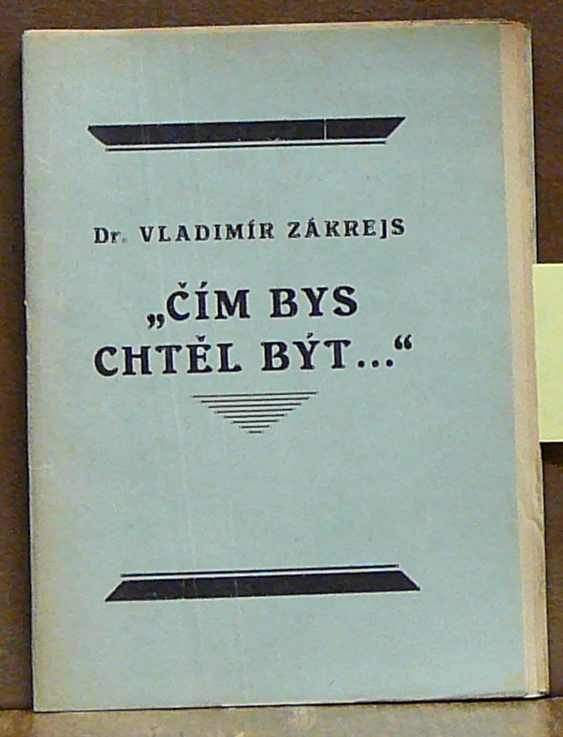 Dr. VLADIMÍR ZÁKREJS
„ČÍM BYS
CHTĚL BÝT...“